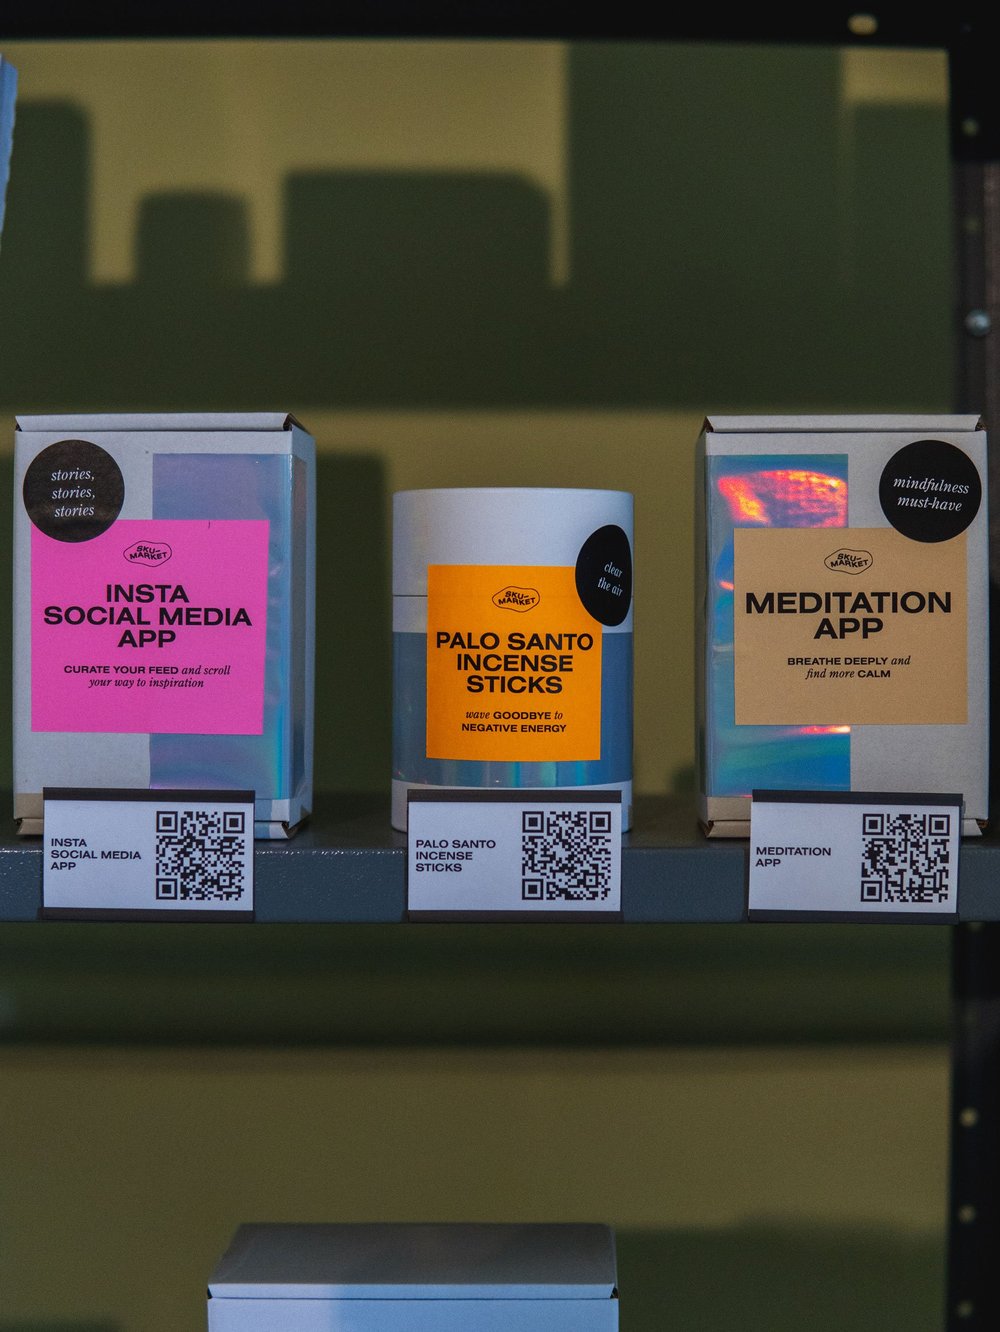 stories,
stories,
stories
SKU–
MARKET
INSTA
SOCIAL MEDIA
APP
CURATE YOUR FEED and scroll
your way to inspiration
clear
the air
SKU–
MARKET
PALO SANTO
INCENSE
STICKS
wave GOODBYE to
NEGATIVE ENERGY
mindfulness
must-have
SKU–
MARKET
MEDITATION
APP
BREATHE DEEPLY and
find more CALM
INSTA
SOCIAL MEDIA
APP
PALO SANTO
INCENSE
STICKS
MEDITATION
APP